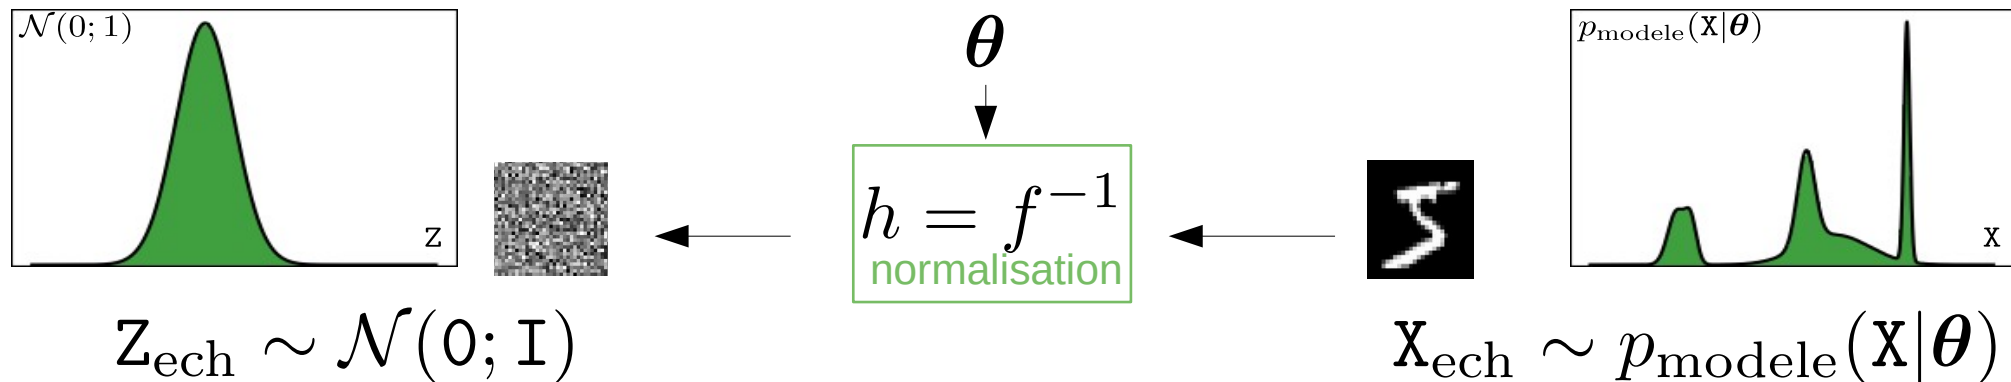 𝒩(0; 1)
z
Z_ech ∼ 𝒩(0; I)
θ
h = f⁻¹
normalisation
p_modele(X|θ)
x
X_ech ∼ p_modele(X|θ)